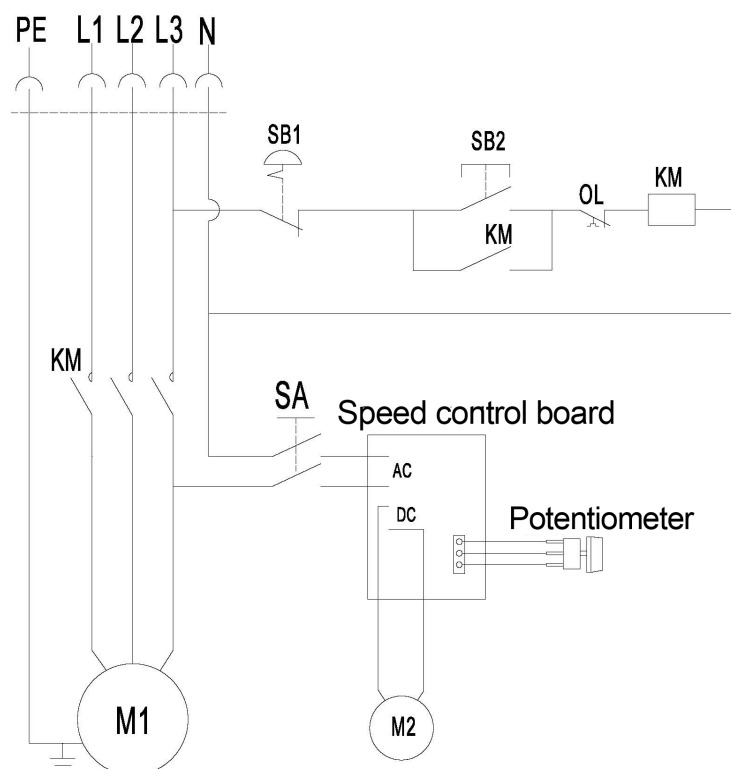 PE L1 L2 L3 N
SB1
SB2
OL
KM
KM
KM
SA
Speed control board
AC
DC
Potentiometer
M1
M2